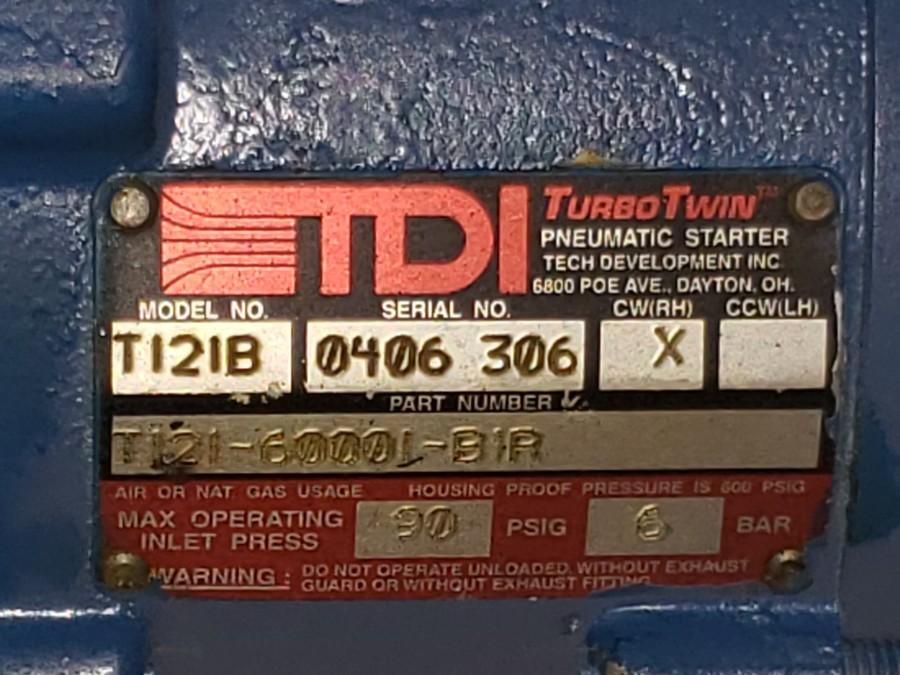 TDI
TURBOTWIN™
PNEUMATIC STARTER
TECH DEVELOPMENT INC
6800 POE AVE., DAYTON, OH.
MODEL NO. SERIAL NO. CW(RH) CCW(LH)
T121B 0406 306 X
PART NUMBER
T121-60001-B1R
AIR OR NAT. GAS USAGE HOUSING PROOF PRESSURE IS 600 PSIG
MAX OPERATING
INLET PRESS
90 PSIG 6 BAR
WARNING : DO NOT OPERATE UNLOADED, WITHOUT EXHAUST
GUARD OR WITHOUT EXHAUST FITTING